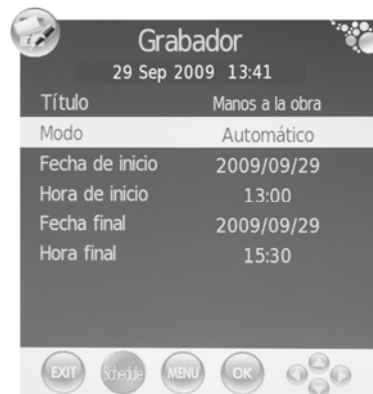 Grabador
29 Sep 2009 13:41
Título Manos a la obra
Modo Automático
Fecha de inicio 2009/09/29
Hora de inicio 13:00
Fecha final 2009/09/29
Hora final 15:30
EXIT Schedule MENU OK